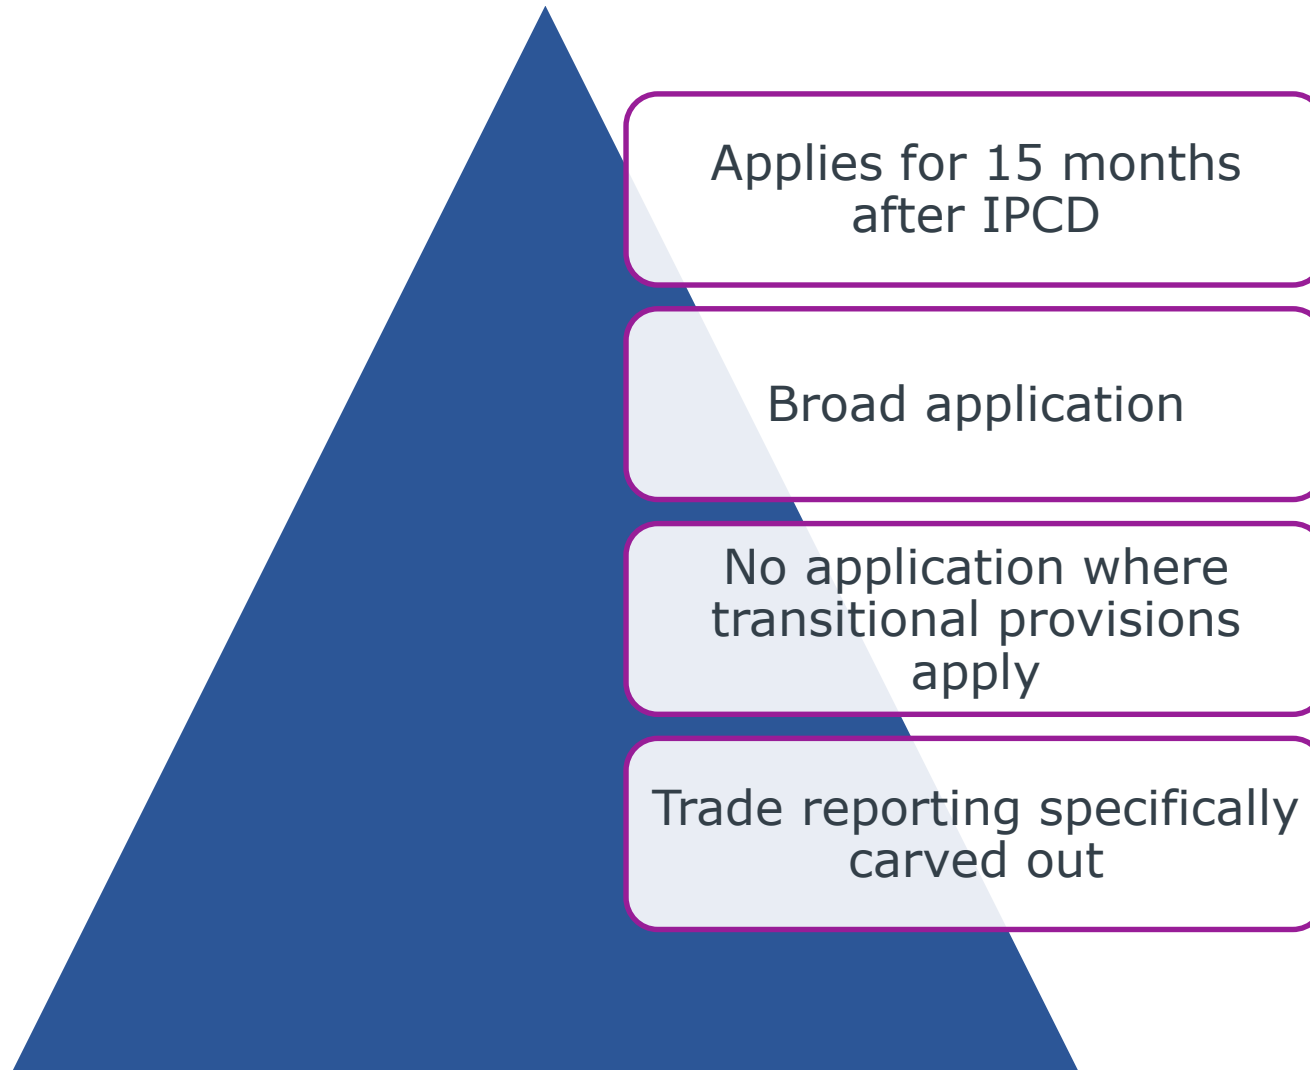 Applies for 15 months
after IPCD
Broad application
No application where
transitional provisions
apply
Trade reporting specifically
carved out